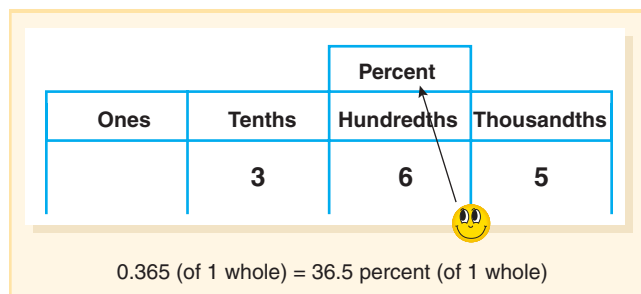 Percent
Ones Tenths Hundredths Thousandths
3 6 5
0.365 (of 1 whole) = 36.5 percent (of 1 whole)